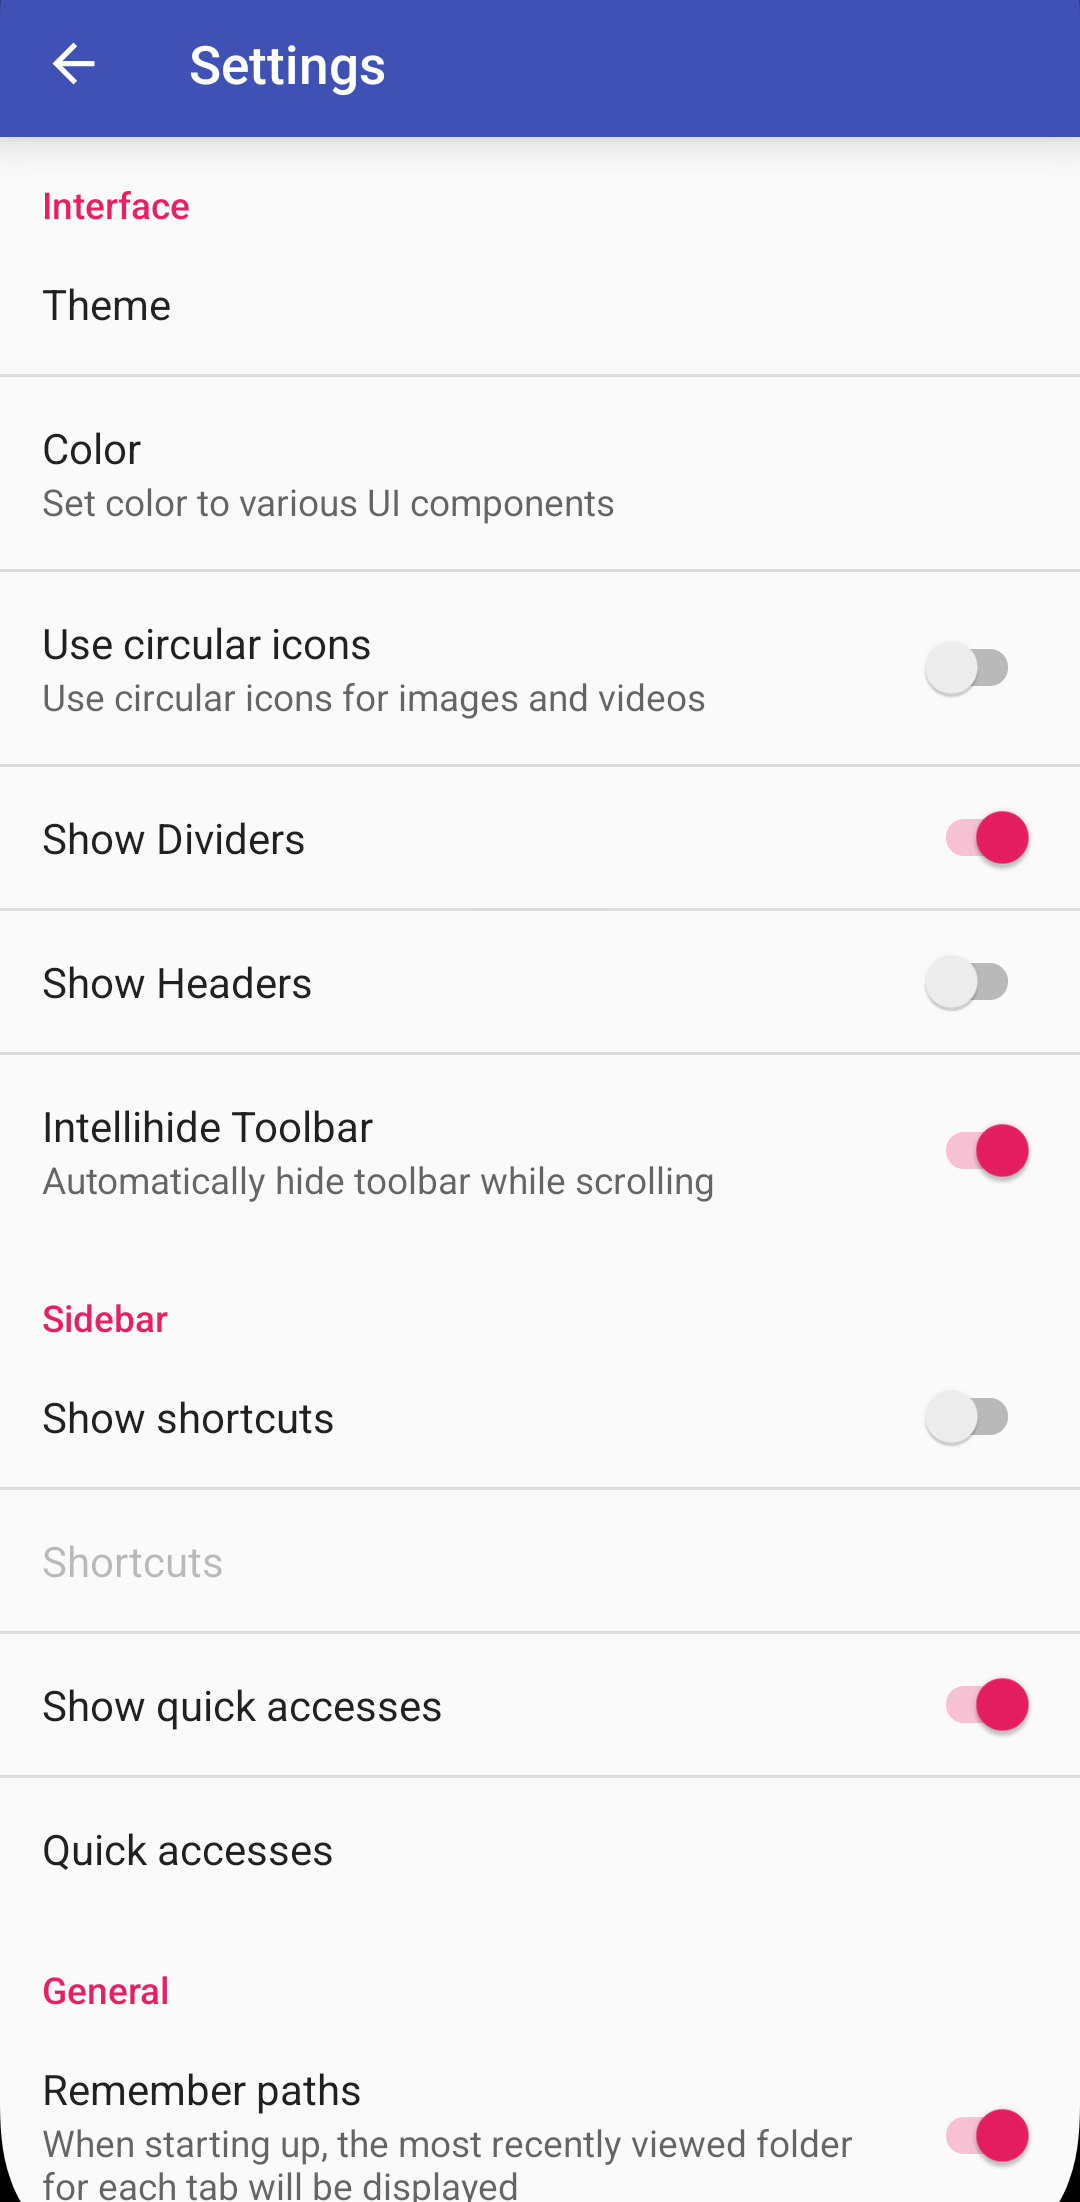 Settings
Interface
Theme
Color
Set color to various UI components
Use circular icons
Use circular icons for images and videos
Show Dividers
Show Headers
Intellihide Toolbar
Automatically hide toolbar while scrolling
Sidebar
Show shortcuts
Shortcuts
Show quick accesses
Quick accesses
General
Remember paths
When starting up, the most recently viewed folder
for each tab will be displayed